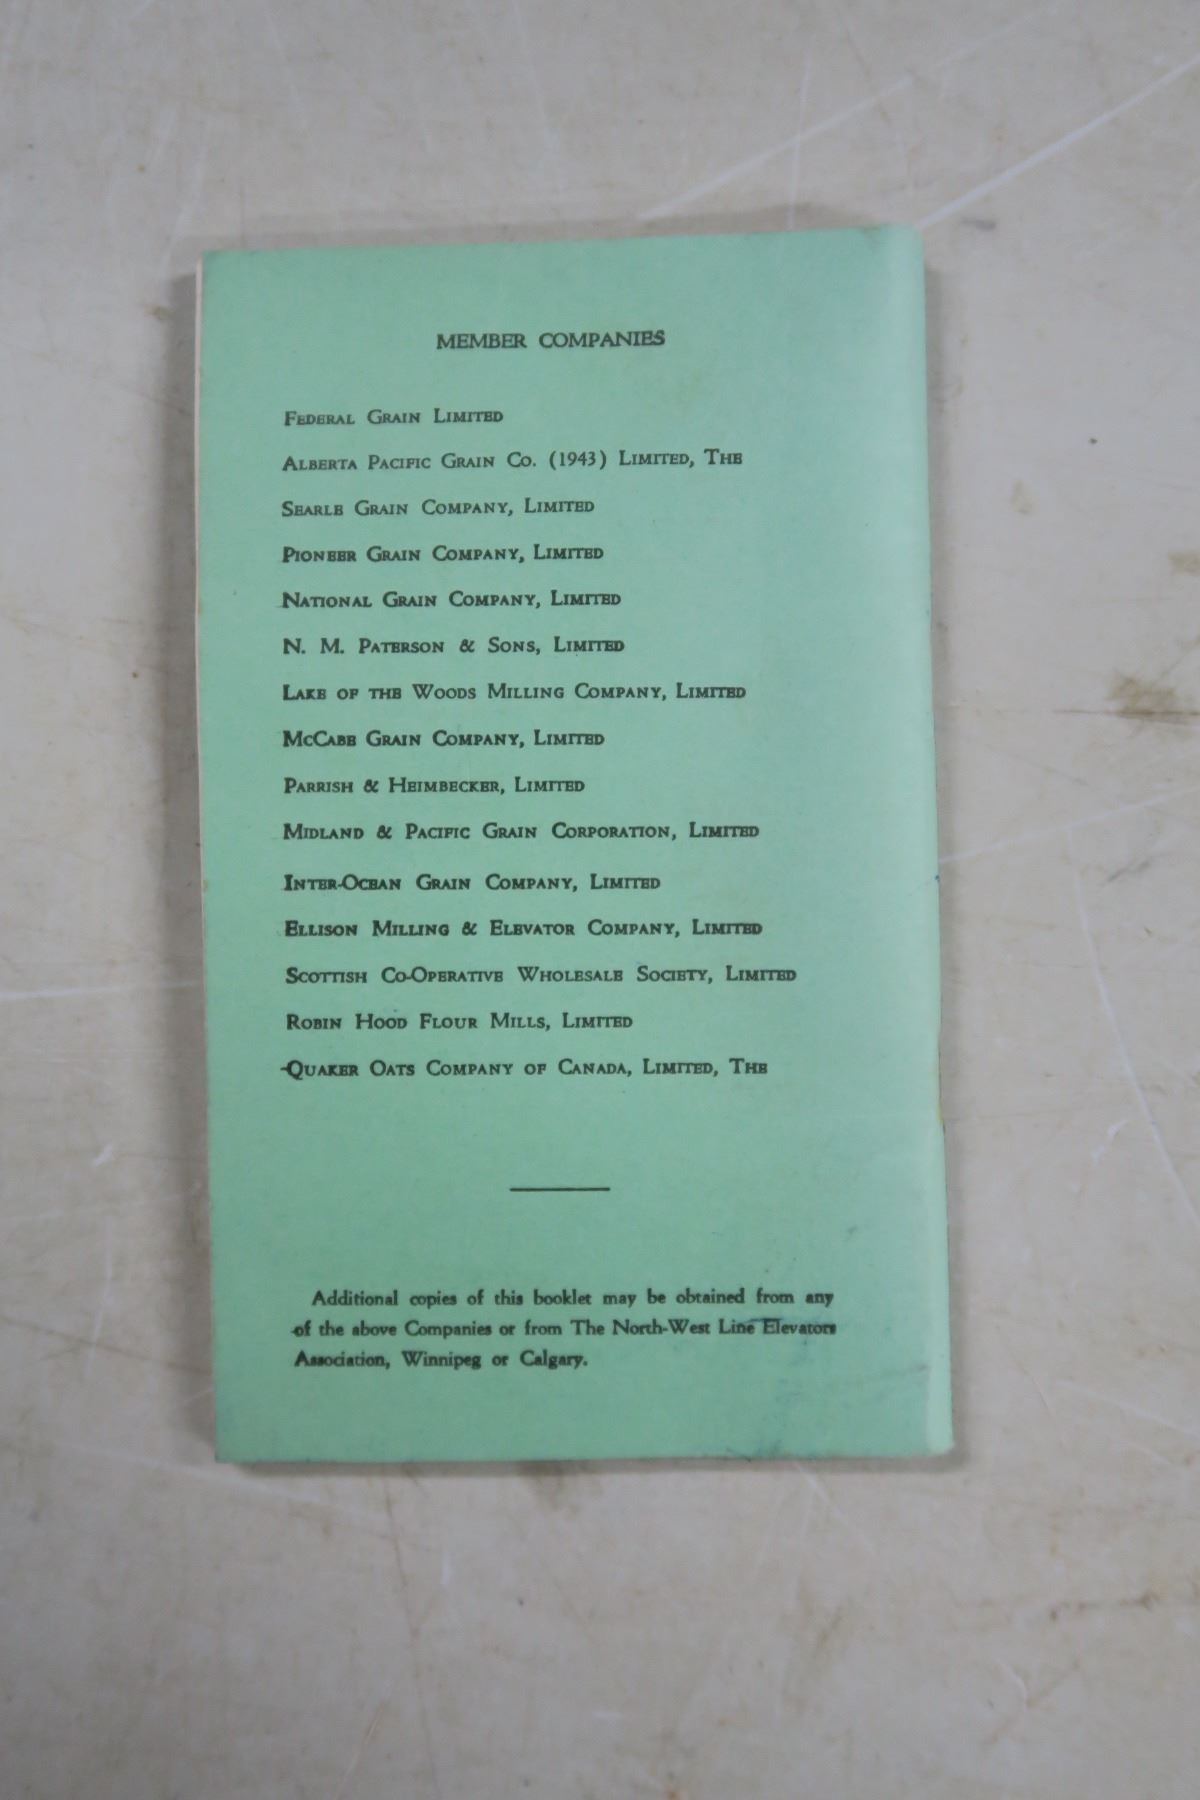 MEMBER COMPANIES
FEDERAL GRAIN LIMITED
ALBERTA PACIFIC GRAIN CO. (1943) LIMITED, THE
SEARLE GRAIN COMPANY, LIMITED
PIONEER GRAIN COMPANY, LIMITED
NATIONAL GRAIN COMPANY, LIMITED
N. M. PATERSON & SONS, LIMITED
LAKE OF THE WOODS MILLING COMPANY, LIMITED
MCCABE GRAIN COMPANY, LIMITED
PARRISH & HEIMBECKER, LIMITED
MIDLAND & PACIFIC GRAIN CORPORATION, LIMITED
INTER-OCEAN GRAIN COMPANY, LIMITED
ELLISON MILLING & ELEVATOR COMPANY, LIMITED
SCOTTISH CO-OPERATIVE WHOLESALE SOCIETY, LIMITED
ROBIN HOOD FLOUR MILLS, LIMITED
QUAKER OATS COMPANY OF CANADA, LIMITED, THE
Additional copies of this booklet may be obtained from any
of the above Companies or from The North-West Line Elevators
Association, Winnipeg or Calgary.